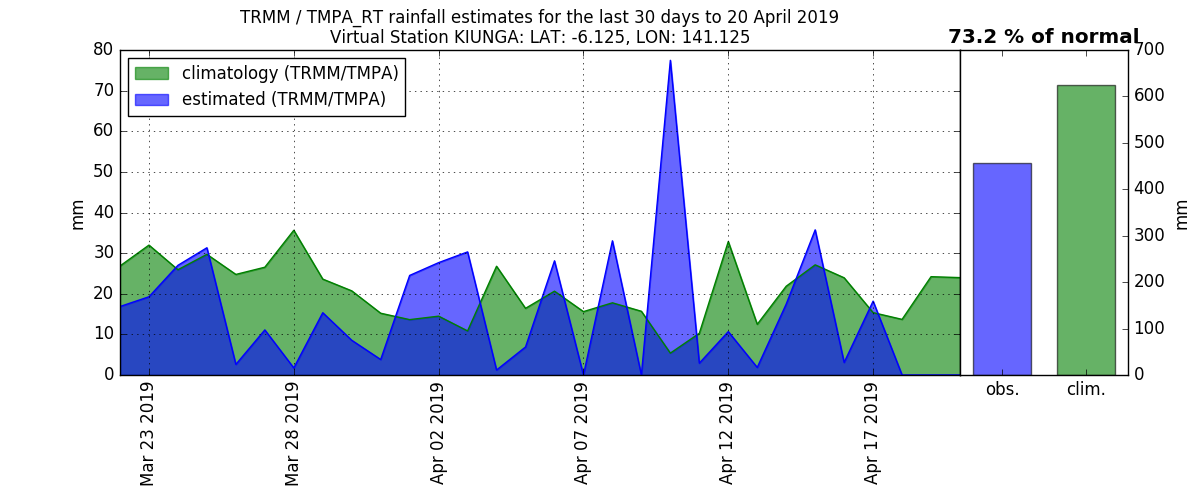 TRMM / TMPA_RT rainfall estimates for the last 30 days to 20 April 2019
Virtual Station KIUNGA: LAT: -6.125, LON: 141.125
73.2 % of normal
climatology (TRMM/TMPA)
estimated (TRMM/TMPA)
80
70
60
50
40
30
20
10
0
mm
Mar 23 2019
Mar 28 2019
Apr 02 2019
Apr 07 2019
Apr 12 2019
Apr 17 2019
obs.
clim.
700
600
500
400
300
200
100
0
mm